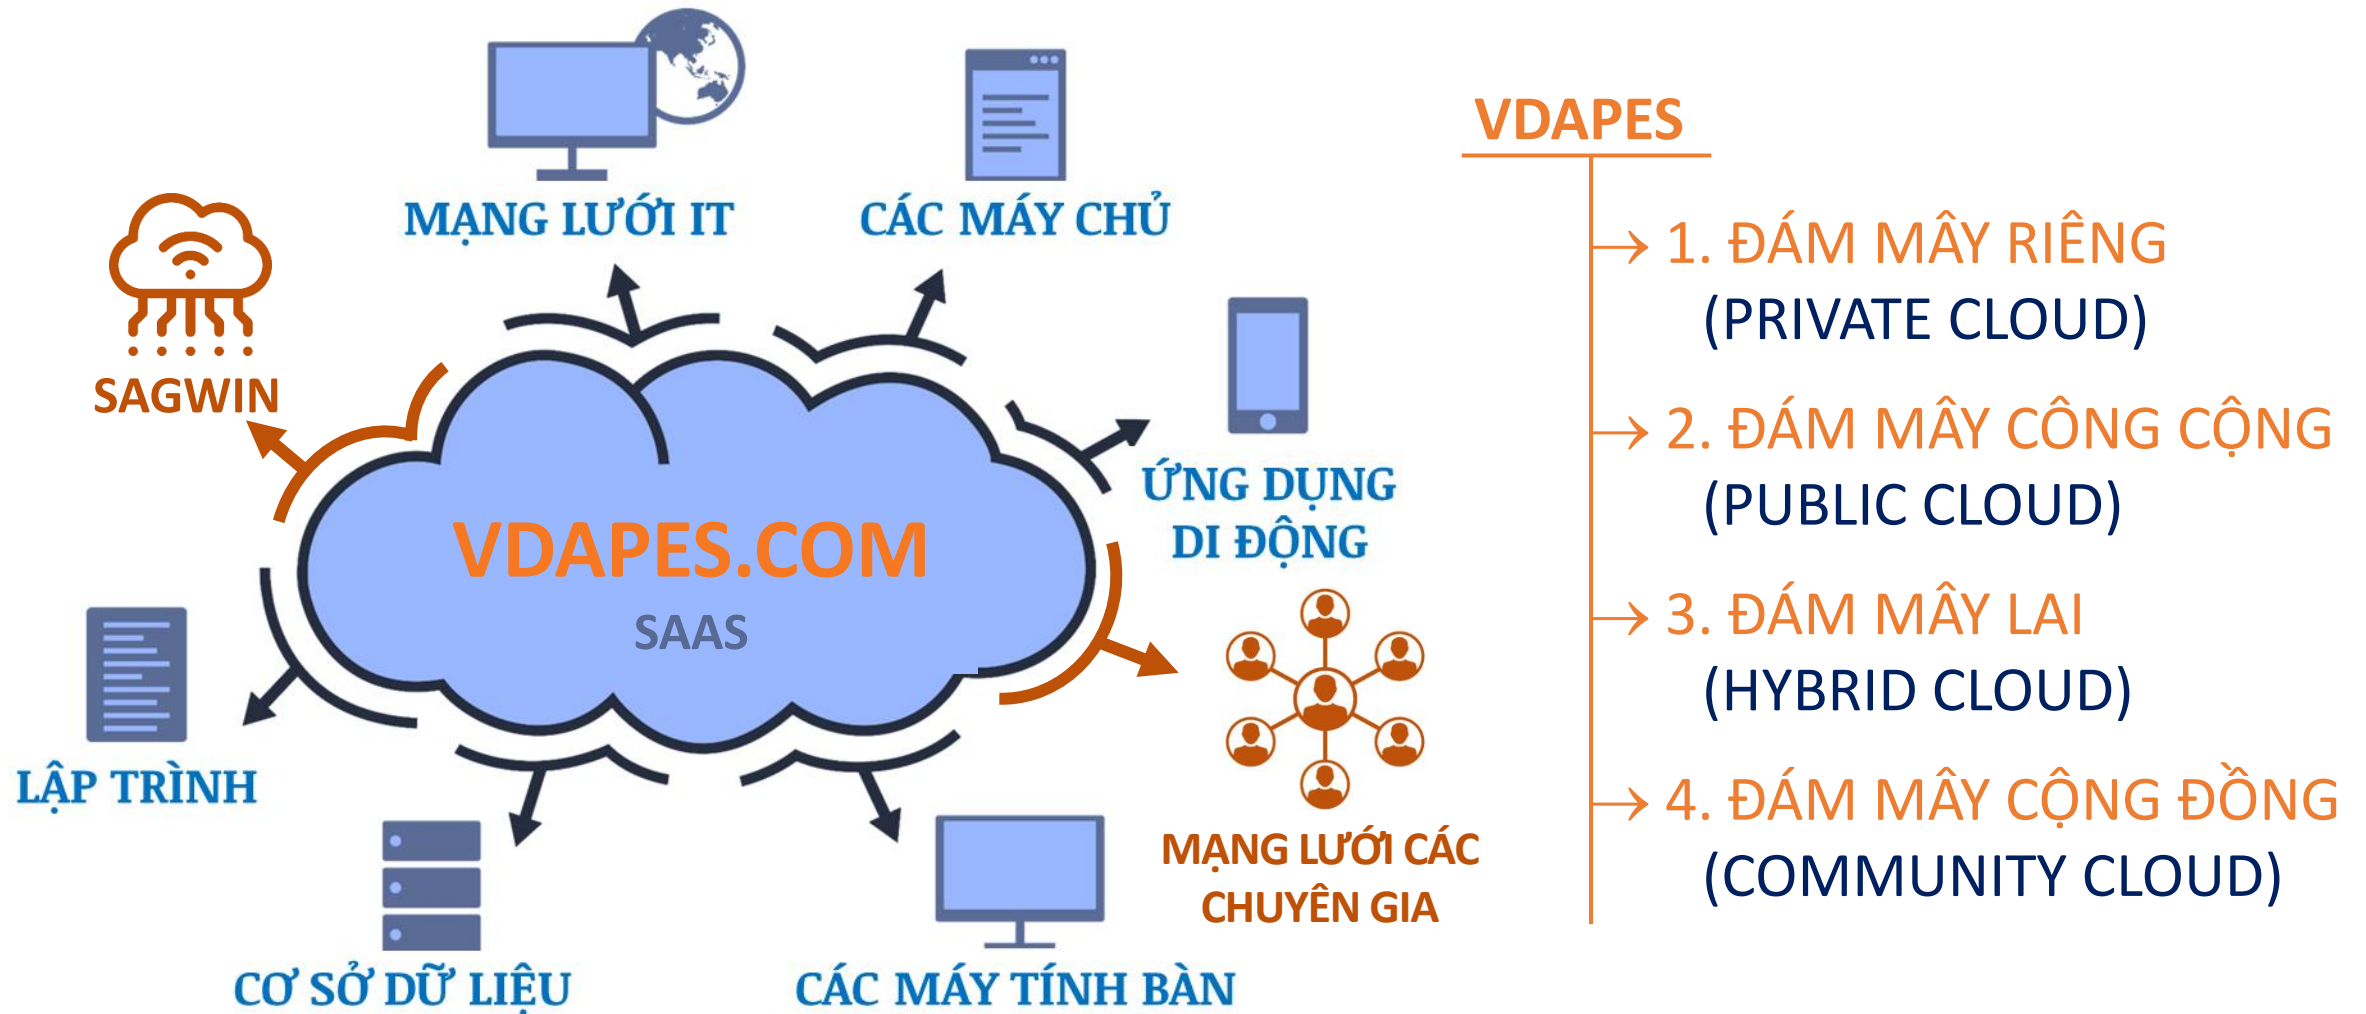 MẠNG LƯỚI IT
CÁC MÁY CHỦ
SAGWIN
ỨNG DỤNG
DI ĐỘNG
VDAPES.COM
SAAS
LẬP TRÌNH
MẠNG LƯỚI CÁC
CHUYÊN GIA
CƠ SỞ DỮ LIỆU
CÁC MÁY TÍNH BÀN
VDAPES
1. ĐÁM MÂY RIÊNG
(PRIVATE CLOUD)
2. ĐÁM MÂY CÔNG CỘNG
(PUBLIC CLOUD)
3. ĐÁM MÂY LAI
(HYBRID CLOUD)
4. ĐÁM MÂY CỘNG ĐỒNG
(COMMUNITY CLOUD)